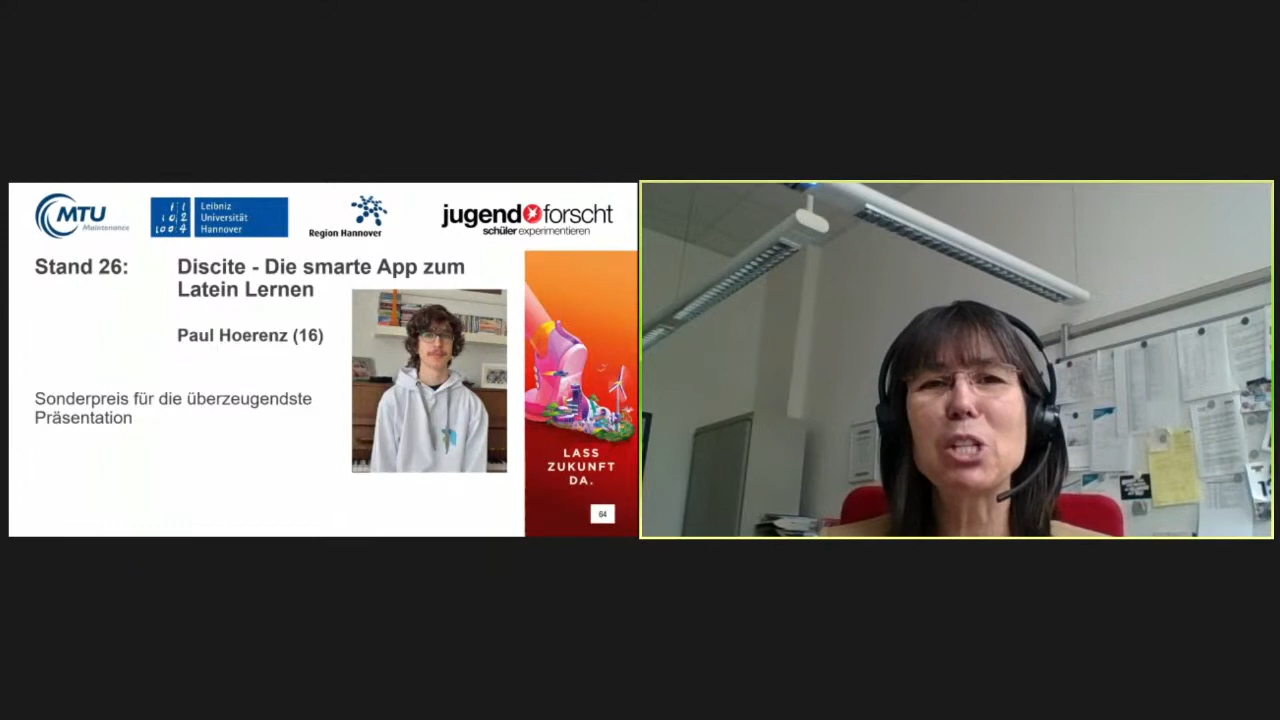 MTU
Maintenance
Leibniz
Universität
Hannover
Region Hannover
jugend forscht
schüler experimentieren
Stand 26: Discite - Die smarte App zum
Latein Lernen
Paul Hoerenz (16)
Sonderpreis für die überzeugendste
Präsentation
LASS
ZUKUNFT
DA.
64